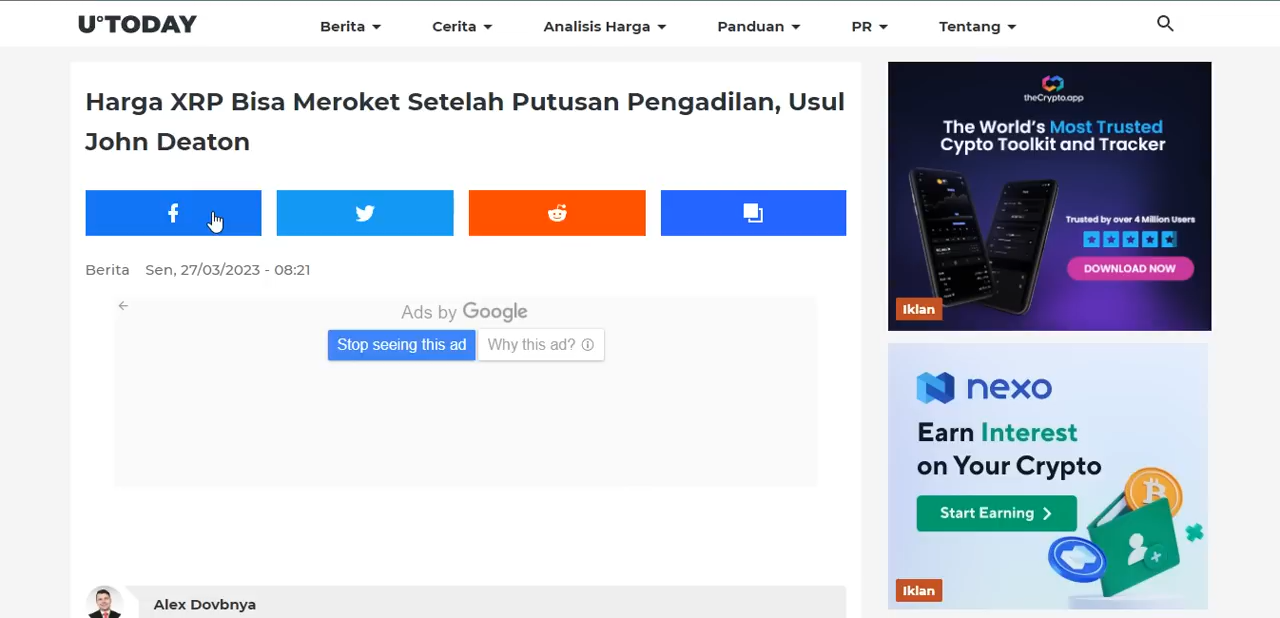 U°TODAY
Berita
Cerita
Analisis Harga
Panduan
PR
Tentang
Harga XRP Bisa Meroket Setelah Putusan Pengadilan, Usul
John Deaton
Berita Sen, 27/03/2023 - 08:21
Ads by Google
Stop seeing this ad
Why this ad?
Alex Dovbnya
theCrypto.app
The World's Most Trusted
Cypto Toolkit and Tracker
Trusted by over 4 Million Users
DOWNLOAD NOW
Iklan
nexo
Earn Interest
on Your Crypto
Start Earning
Iklan